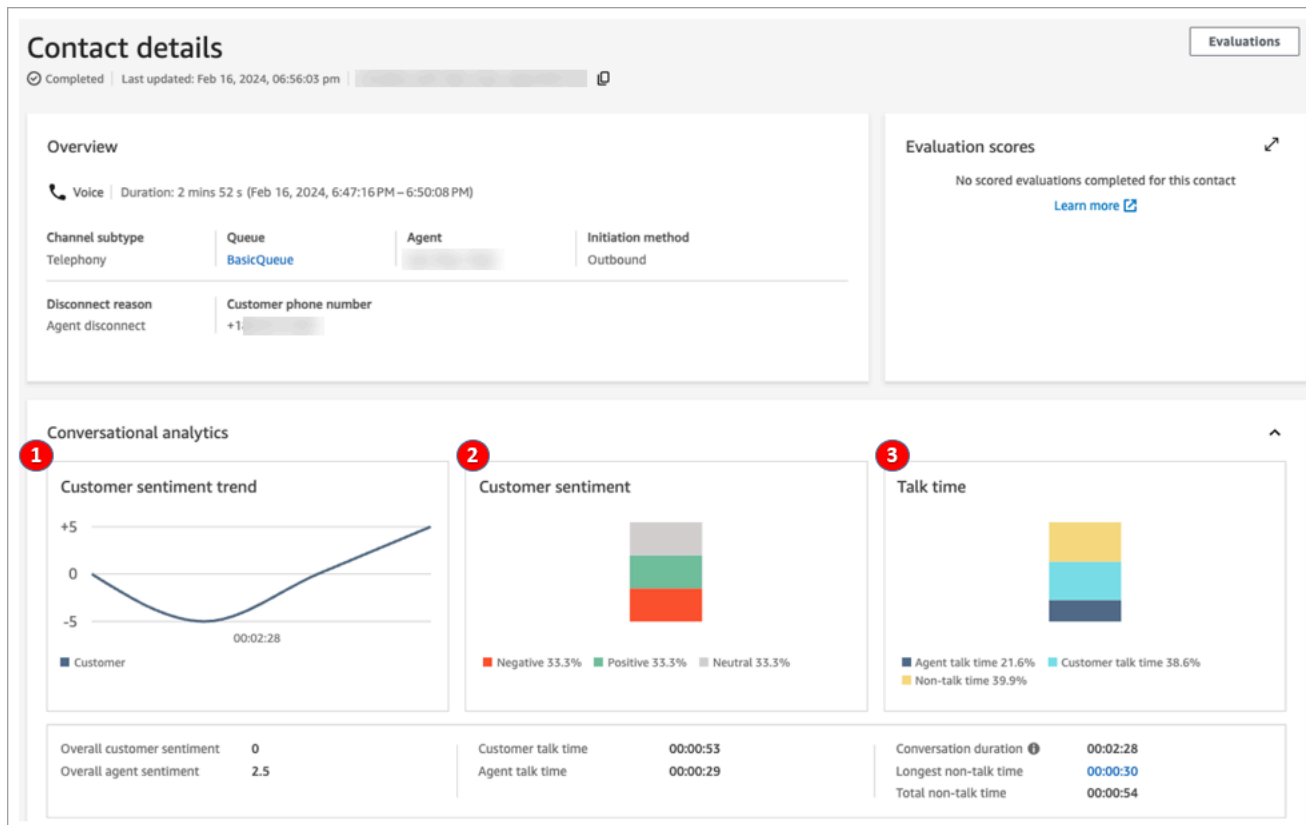 Contact details
Evaluations
Completed Last updated: Feb 16, 2024, 06:56:03 pm
Overview
Voice Duration: 2 mins 52 s (Feb 16, 2024, 6:47:16 PM – 6:50:08 PM)
Channel subtype Queue Agent Initiation method
Telephony BasicQueue Outbound
Disconnect reason Customer phone number
Agent disconnect +1
Evaluation scores
No scored evaluations completed for this contact
Learn more
Conversational analytics
1
Customer sentiment trend
+5
0
-5
00:02:28
Customer
2
Customer sentiment
Negative 33.3% Positive 33.3% Neutral 33.3%
3
Talk time
Agent talk time 21.6% Customer talk time 38.6%
Non-talk time 39.9%
Overall customer sentiment 0
Overall agent sentiment 2.5
Customer talk time 00:00:53
Agent talk time 00:00:29
Conversation duration 00:02:28
Longest non-talk time 00:00:30
Total non-talk time 00:00:54